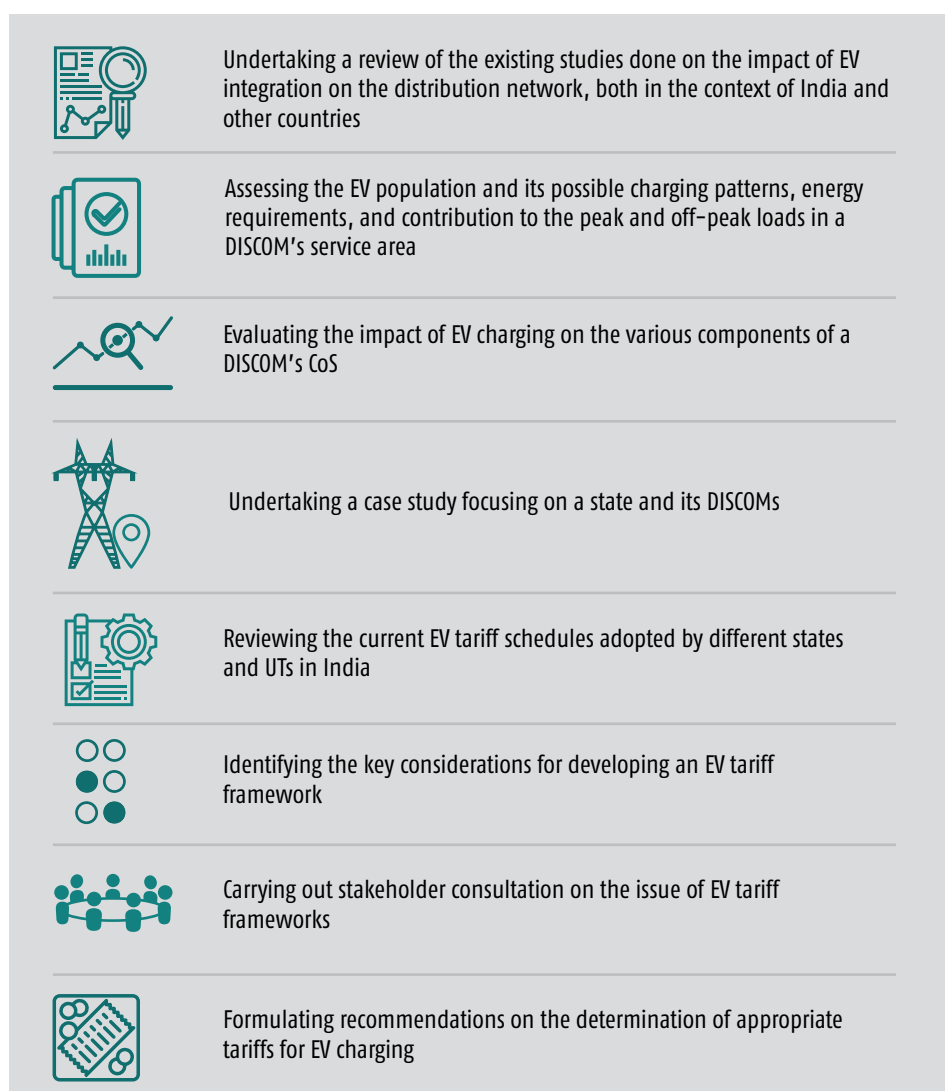 Undertaking a review of the existing studies done on the impact of EV
integration on the distribution network, both in the context of India and
other countries
Assessing the EV population and its possible charging patterns, energy
requirements, and contribution to the peak and off-peak loads in a
DISCOM's service area
Evaluating the impact of EV charging on the various components of a
DISCOM's CoS
Undertaking a case study focusing on a state and its DISCOMs
Reviewing the current EV tariff schedules adopted by different states
and UTs in India
Identifying the key considerations for developing an EV tariff
framework
Carrying out stakeholder consultation on the issue of EV tariff
frameworks
Formulating recommendations on the determination of appropriate
tariffs for EV charging